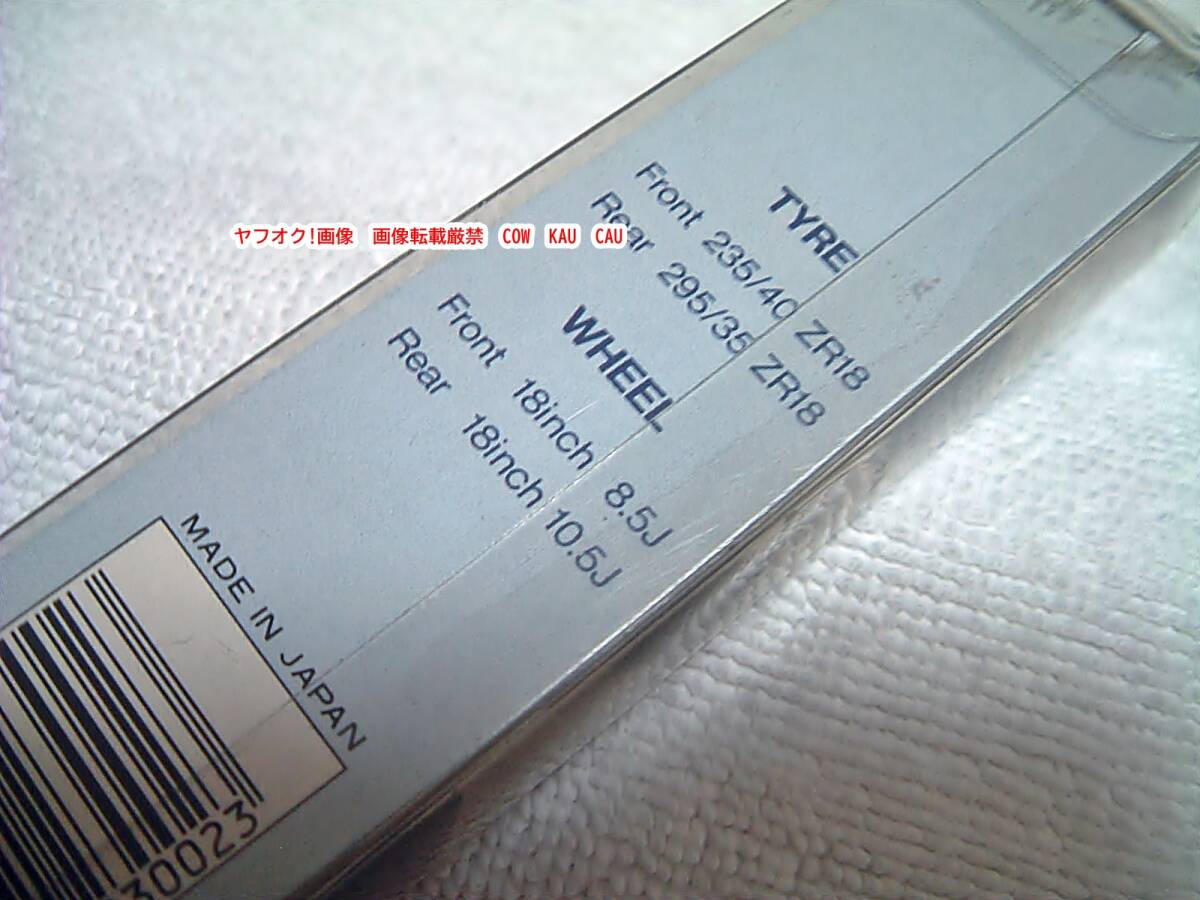 ヤフオク!画像 画像転載厳禁 COW KAU CAU
TYRE
Front 235/40 ZR18
Rear 295/35 ZR18
WHEEL
Front 18inch 8.5J
Rear 18inch 10.5J
MADE IN JAPAN
30023